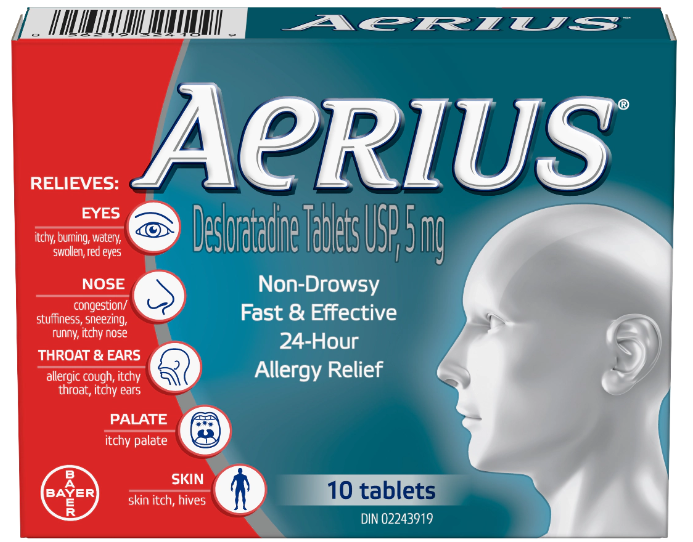 AERIUS®
AERIUS®
RELIEVES:
EYES
itchy, burning, watery,
swollen, red eyes
Desloratadine Tablets USP, 5 mg
NOSE
congestion/
stuffiness, sneezing,
runny, itchy nose
Non-Drowsy
Fast & Effective
24-Hour
Allergy Relief
THROAT & EARS
allergic cough, itchy
throat, itchy ears
PALATE
itchy palate
SKIN
skin itch, hives
BAYER
BAYER
10 tablets
DIN 02243919